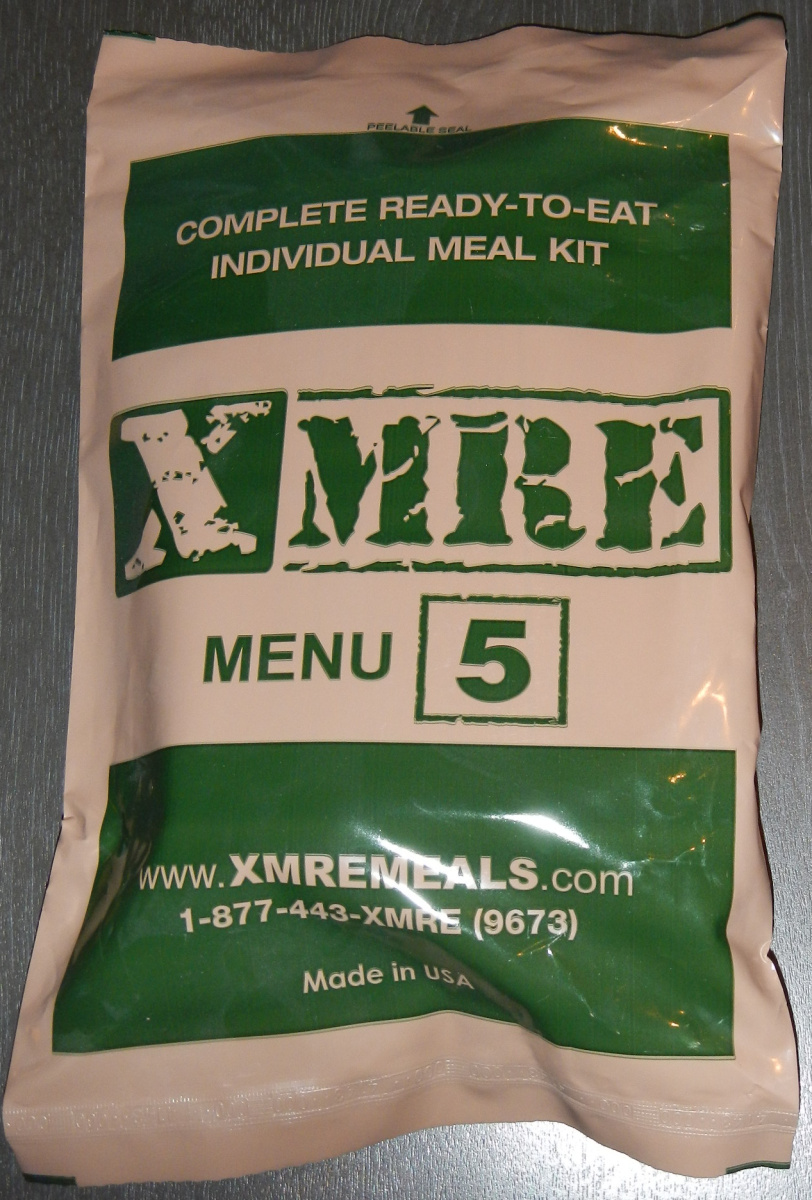 PEELABLE SEAL
COMPLETE READY-TO-EAT
INDIVIDUAL MEAL KIT
XMRE
MENU 5
www.XMREMEALS.com
1-877-443-XMRE (9673)
Made in USA